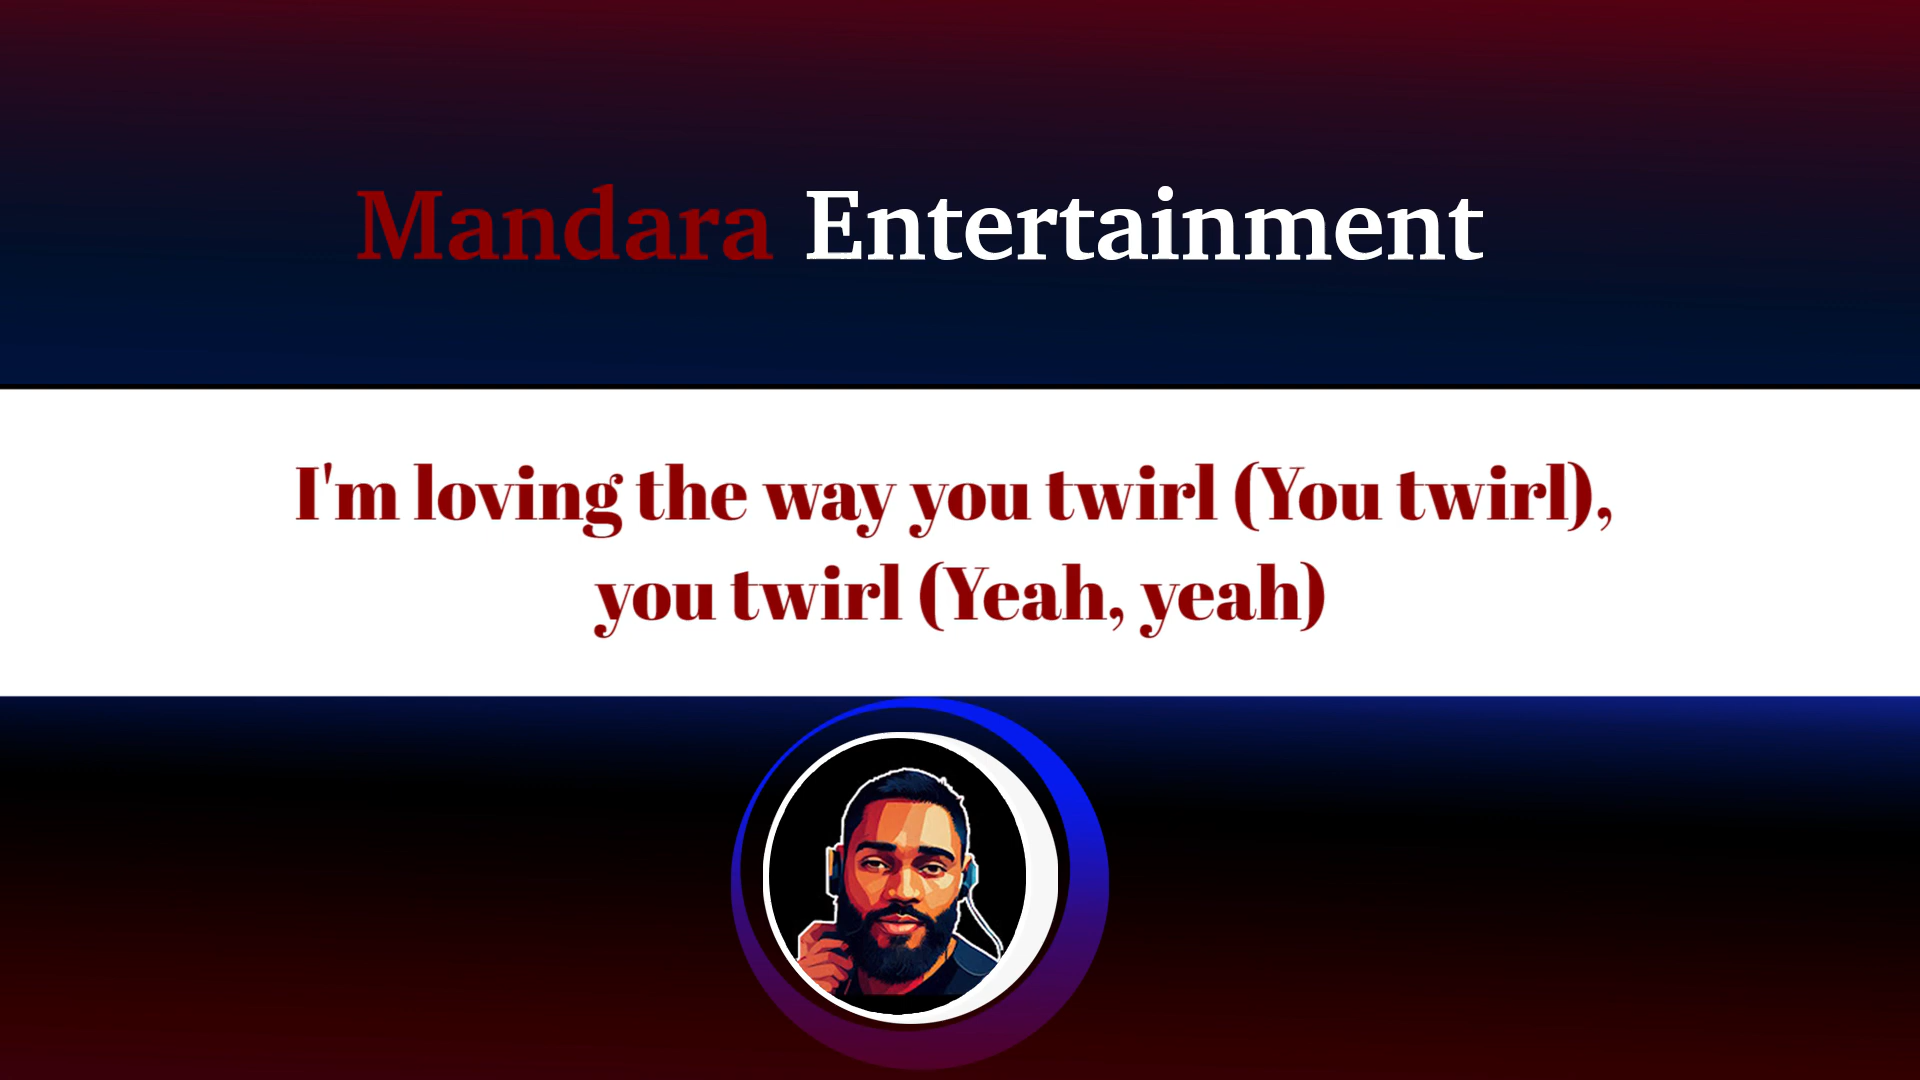 Mandara Entertainment
I'm loving the way you twirl (You twirl),
you twirl (Yeah, yeah)